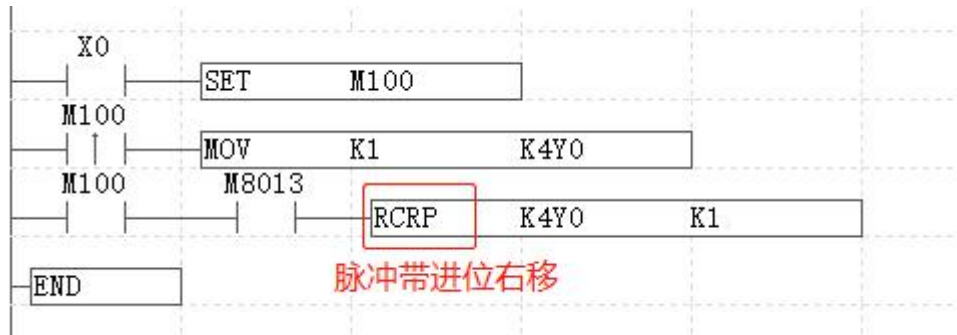 X0
SET M100
M100
↑
MOV K1 K4Y0
M100 M8013
RCRP K4Y0 K1
脉冲带进位右移
END